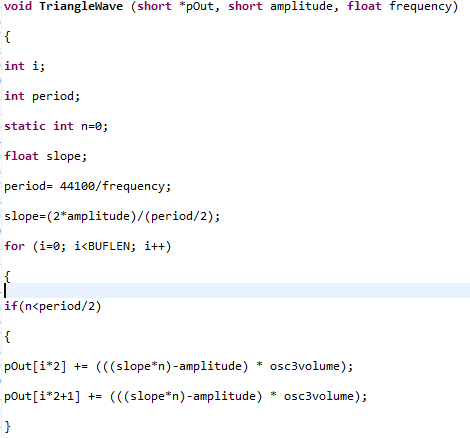 void TriangleWave (short *pOut, short amplitude, float frequency)
{
int i;
int period;
static int n=0;
float slope;
period= 44100/frequency;
slope=(2*amplitude)/(period/2);
for (i=0; i<BUFLEN; i++)
{
if(n<period/2)
{
pOut[i*2] += (((slope*n)-amplitude) * osc3volume);
pOut[i*2+1] += (((slope*n)-amplitude) * osc3volume);
}